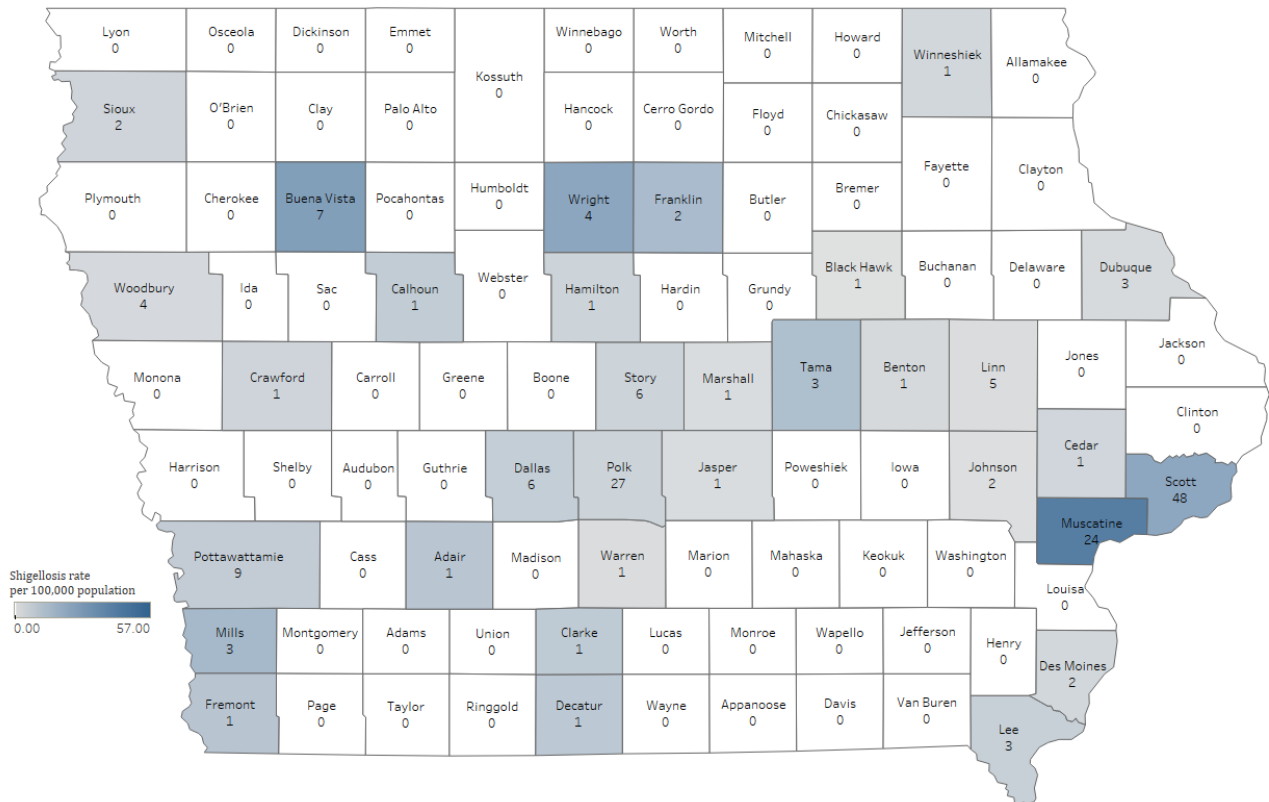 Lyon
0
Osceola
0
Dickinson
0
Emmet
0
Kossuth
0
Winnebago
0
Worth
0
Mitchell
0
Howard
0
Winneshiek
1
Allamakee
0
Sioux
2
O'Brien
0
Clay
0
Palo Alto
0
Hancock
0
Cerro Gordo
0
Floyd
0
Chickasaw
0
Fayette
0
Clayton
0
Plymouth
0
Cherokee
0
Buena Vista
7
Pocahontas
0
Humboldt
0
Wright
4
Franklin
2
Butler
0
Bremer
0
Woodbury
4
Ida
0
Sac
0
Calhoun
1
Webster
0
Hamilton
1
Hardin
0
Grundy
0
Black Hawk
1
Buchanan
0
Delaware
0
Dubuque
3
Monona
0
Crawford
1
Carroll
0
Greene
0
Boone
0
Story
6
Marshall
1
Tama
3
Benton
1
Linn
5
Jones
0
Jackson
0
Clinton
0
Harrison
0
Shelby
0
Audubon
0
Guthrie
0
Dallas
6
Polk
27
Jasper
1
Poweshiek
0
Iowa
0
Johnson
2
Cedar
1
Scott
48
Muscatine
24
Pottawattamie
9
Cass
0
Adair
1
Madison
0
Warren
1
Marion
0
Mahaska
0
Keokuk
0
Washington
0
Louisa
0
Shigellosis rate
per 100,000 population
0.00 57.00
Mills
3
Montgomery
0
Adams
0
Union
0
Clarke
1
Lucas
0
Monroe
0
Wapello
0
Jefferson
0
Henry
0
Des Moines
2
Fremont
1
Page
0
Taylor
0
Ringgold
0
Decatur
1
Wayne
0
Appanoose
0
Davis
0
Van Buren
0
Lee
3